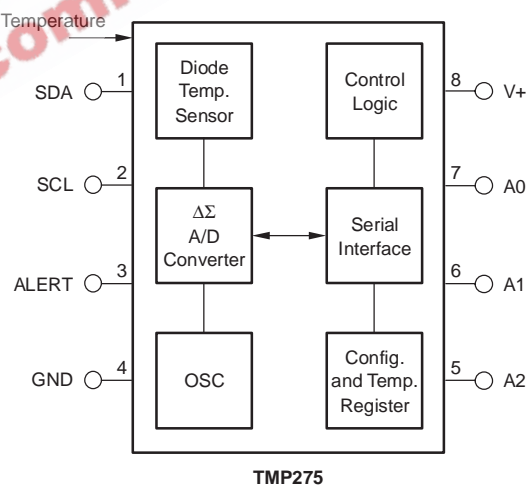 com
Temperature
SDA
1
SCL
2
ALERT
3
GND
4
Diode
Temp.
Sensor
ΔΣ
A/D
Converter
OSC
Control
Logic
Serial
Interface
Config.
and Temp.
Register
8
V+
7
A0
6
A1
5
A2
TMP275